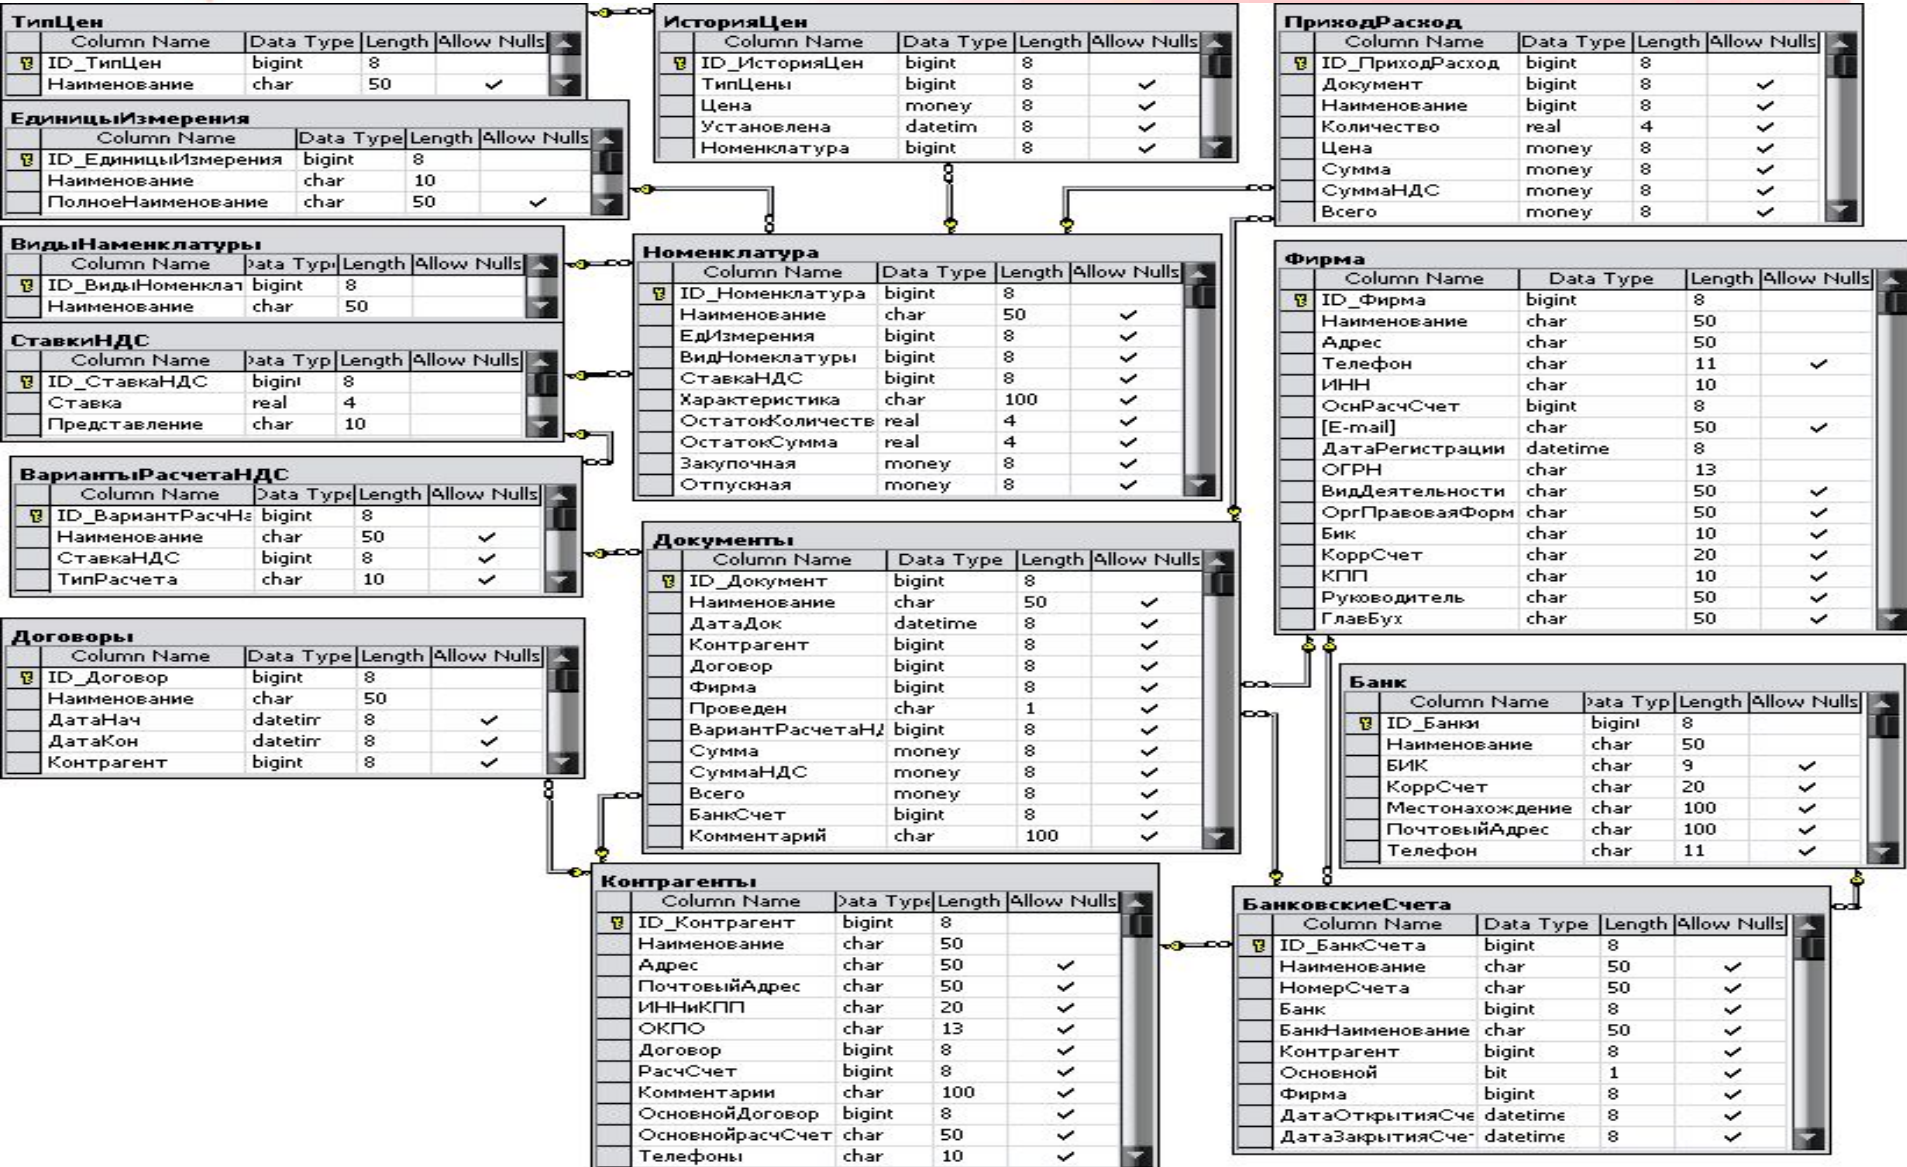 ТипЦен
Column Name Data Type Length Allow Nulls
ID_ТипЦен bigint 8
Наименование char 50
ЕдиницыИзмерения
Column Name Data Type Length Allow Nulls
ID_ЕдиницыИзмерения bigint 8
Наименование char 10
ПолноеНаименование char 50
ВидыНаменклатуры
Column Name Length Allow Nulls
bigint 8
Наименование char 50
СтавкиНДС
Column Name Length Allow Nulls
ID_СтавкаНДС bigint 8
Ставка real 4
Представление char 10
ВариантыРасчетаНДС
Column Name Length Allow Nulls
bigint 8
Наименование char 50
СтавкаНДС bigint 8
ТипРасчета char 10
Договоры
Column Name Data Type Length Allow Nulls
ID_Договор bigint 8
Наименование char 50
ДатаНач 8
ДатаКон 8
Контрагент bigint 8
ИсторияЦен
Column Name Data Type Length Allow Nulls
ID_ИсторияЦен bigint 8
ТипЦены bigint 8
Цена money 8
Установлена datetim 8
Номенклатура bigint 8
Номенклатура
Column Name Data Type Length Allow Nulls
ID_Номенклатура bigint 8
Наименование char 50
ЕдИзмерения bigint 8
ВидНомеклатуры bigint 8
СтавкаНДС bigint 8
Характеристика char 100
ОстатокКоличеств real 4
ОстатокСумма real 4
Закупочная money 8
Отпускная money 8
Документы
Column Name Data Type Length Allow Nulls
ID_Документ bigint 8
Наименование char 50
ДатаДок datetime 8
Контрагент bigint 8
Договор bigint 8
Фирма bigint 8
Проведен char 1
ВариантРасчетаНД bigint 8
Сумма money 8
СуммаНДС money 8
Всего money 8
БанкСчет bigint 8
Комментарий char 100
Контрагенты
Column Name Length Allow Nulls
ID_Контрагент bigint 8
Наименование char 50
Адрес char 50
ПочтовыйАдрес char 50
ИННиКПП char 20
ОКПО char 13
Договор bigint 8
РасчСчет bigint 8
Комментарии char 100
ОсновнойДоговор bigint 8
ОсновнойрасчСчет char 50
Телефоны char 10
ПриходРасход
Column Name Data Type Length Allow Nulls
ID_ПриходРасход bigint 8
Документ bigint 8
Наименование bigint 8
Количество real 4
Цена money 8
Сумма money 8
СуммаНДС money 8
Всего money 8
Фирма
Column Name Data Type Length Allow Nulls
ID_Фирма bigint 8
Наименование char 50
Адрес char 50
Телефон char 11
ИНН char 10
ОснРасчСчет bigint 8
[E-mail] char 50
ДатаРегистрации datetime 8
ОГРН char 13
ВидДеятельности char 50
ОргПравоваяФорм char 50
Бик char 10
КоррСчет char 20
КПП char 10
Руководитель char 50
ГлавБух char 50
Банк
Column Name Length Allow Nulls
ID_Банки bigint 8
Наименование char 50
БИК char 9
КоррСчет char 20
Местонахождение char 100
ПочтовыйАдрес char 100
Телефон char 11
БанковскиеСчета
Column Name Data Type Length Allow Nulls
ID_БанкСчета bigint 8
Наименование char 50
НомерСчета char 50
Банк bigint 8
БанкНаименование char 50
Контрагент bigint 8
Основной bit 1
Фирма bigint 8
ДатаОткрытияСче datetime 8
ДатаЗакрытияСче datetime 8